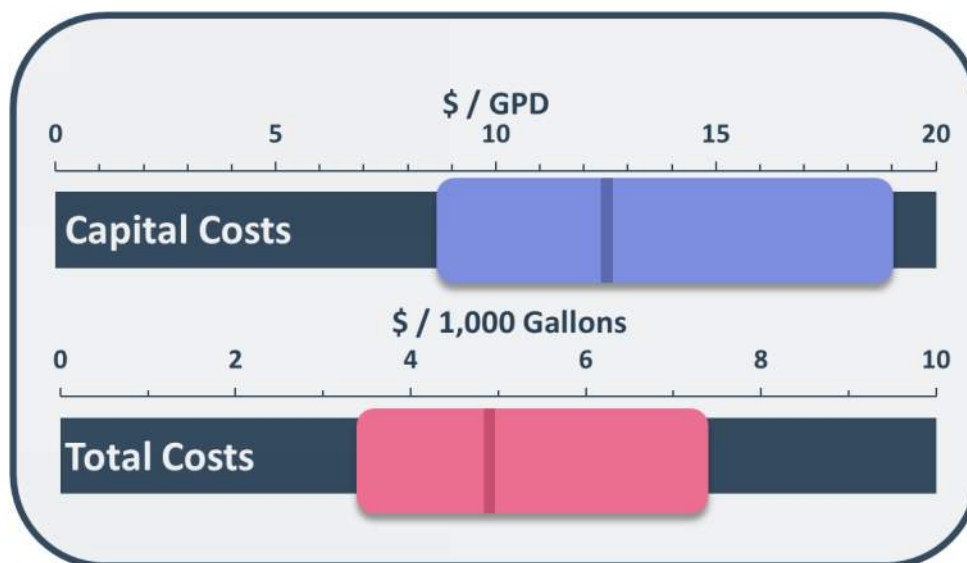 $ / GPD
0 5 10 15 20
Capital Costs
$ / 1,000 Gallons
0 2 4 6 8 10
Total Costs